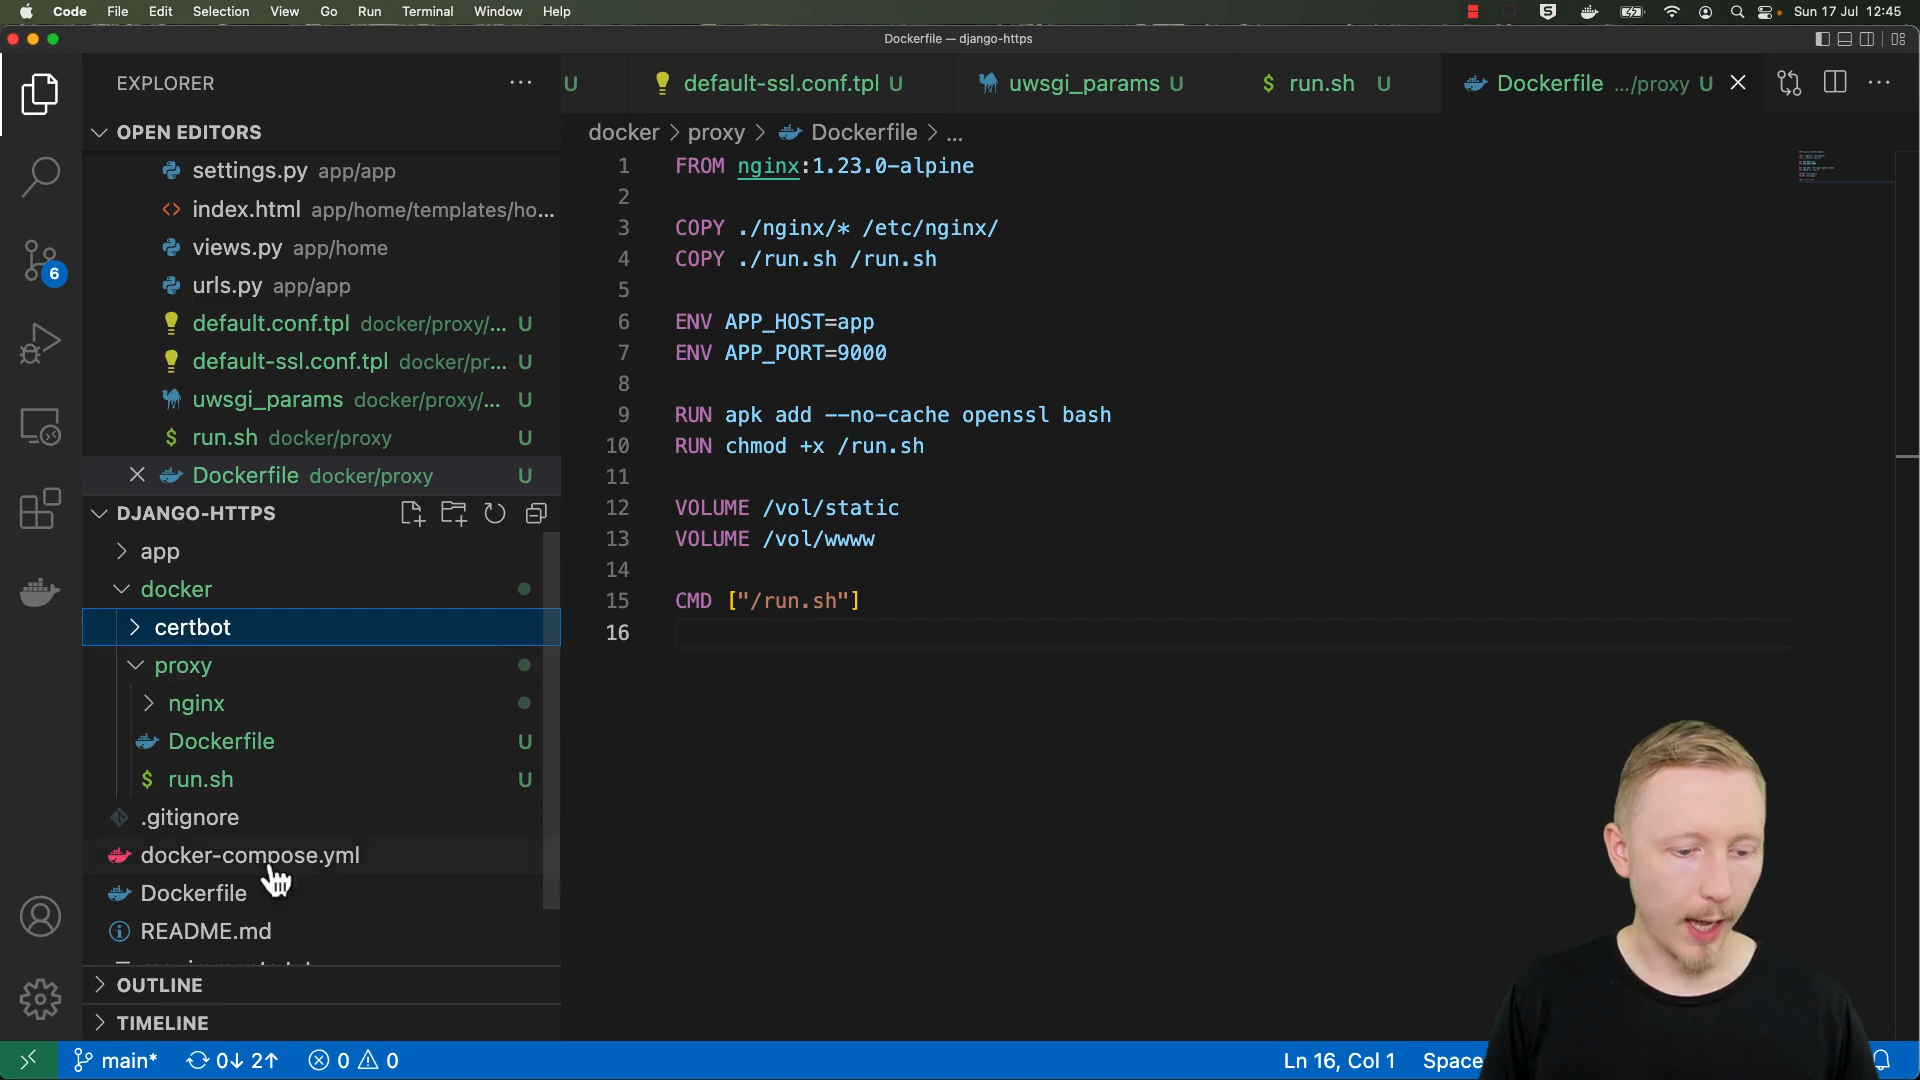 Code File Edit Selection View Go Run Terminal Window Help
Sun 17 Jul 12:45
Dockerfile — django-https
EXPLORER
U
default-ssl.conf.tpl U
uwsgi_params U
$ run.sh U
Dockerfile .../proxy U
OPEN EDITORS
settings.py app/app
index.html app/home/templates/ho...
views.py app/home
urls.py app/app
default.conf.tpl docker/proxy/... U
default-ssl.conf.tpl docker/pr... U
uwsgi_params docker/proxy/... U
$ run.sh docker/proxy U
Dockerfile docker/proxy U
DJANGO-HTTPS
app
docker
certbot
proxy
nginx
Dockerfile U
$ run.sh U
.gitignore
docker-compose.yml
Dockerfile
README.md
OUTLINE
TIMELINE
6
docker > proxy > Dockerfile > ...
1 FROM nginx:1.23.0-alpine
2
3 COPY ./nginx/* /etc/nginx/
4 COPY ./run.sh /run.sh
5
6 ENV APP_HOST=app
7 ENV APP_PORT=9000
8
9 RUN apk add --no-cache openssl bash
10 RUN chmod +x /run.sh
11
12 VOLUME /vol/static
13 VOLUME /vol/wwww
14
15 CMD ["/run.sh"]
16
main* 0↓ 2↑ 0 0
Ln 16, Col 1 Space